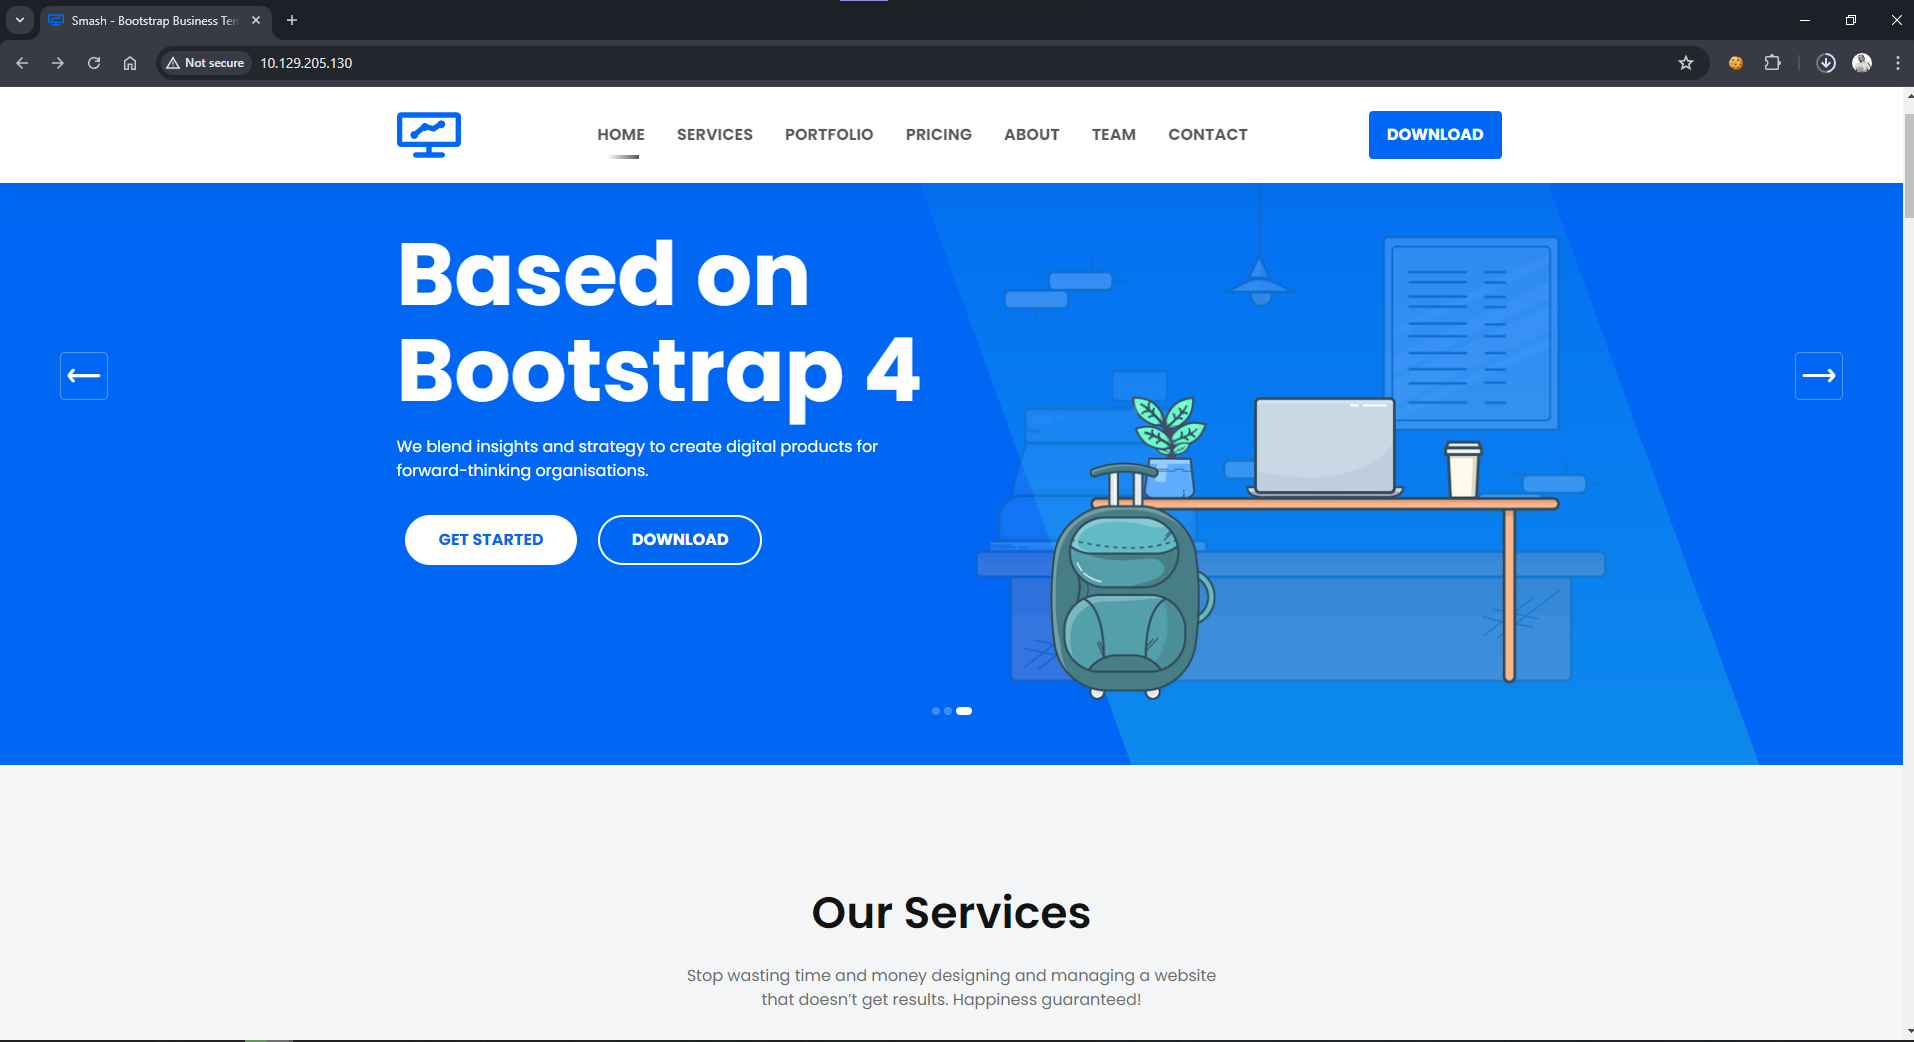 Smash - Bootstrap Business Ten
Not secure
10.129.205.130
HOME
SERVICES
PORTFOLIO
PRICING
ABOUT
TEAM
CONTACT
DOWNLOAD
Based on
Bootstrap 4
We blend insights and strategy to create digital products for
forward-thinking organisations.
GET STARTED
DOWNLOAD
Our Services
Stop wasting time and money designing and managing a website
that doesn’t get results. Happiness guaranteed!